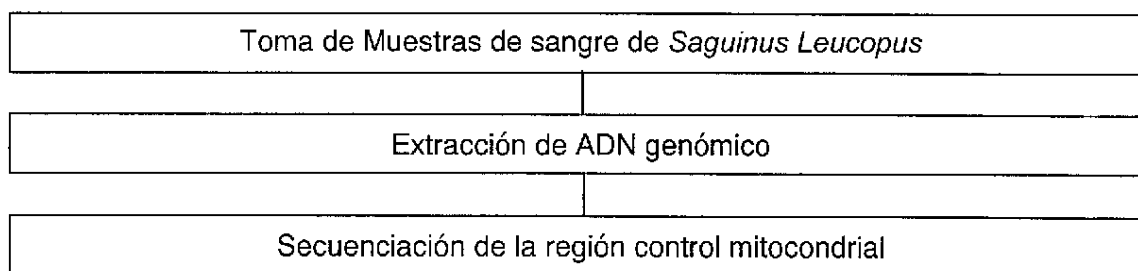 Toma de Muestras de sangre de Saguinus Leucopus
Extracción de ADN genómico
Secuenciación de la región control mitocondrial